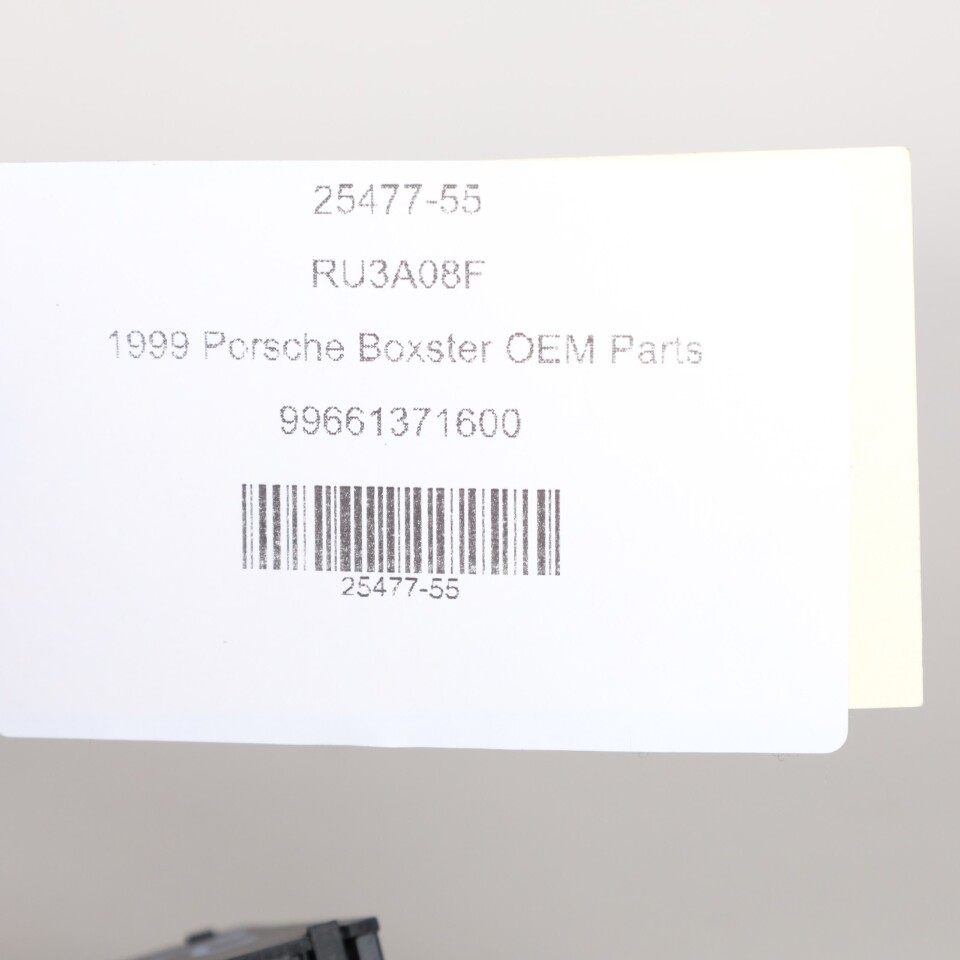 25477-55
RU3A08F
1999 Porsche Boxster OEM Parts
99661371600
25477-55